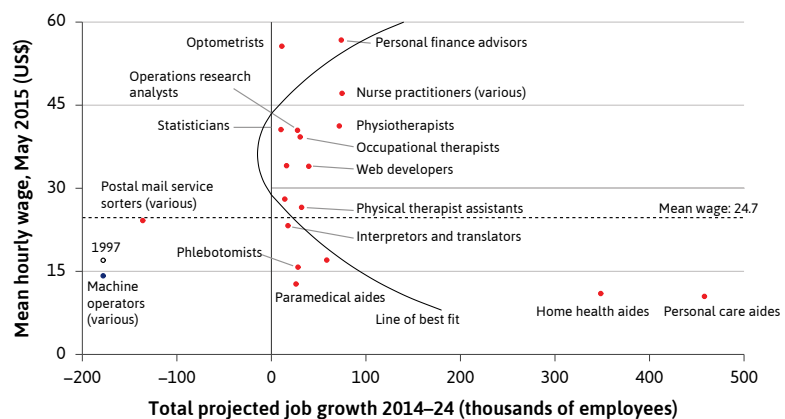 Mean hourly wage, May 2015 (US$)
60
45
30
15
0
Optometrists
Personal finance advisors
Operations research
analysts
Nurse practitioners (various)
Statisticians
Physiotherapists
Occupational therapists
Web developers
Postal mail service
sorters (various)
Physical therapist assistants
Mean wage: 24.7
Interpretors and translators
1997
Phlebotomists
Machine
operators
(various)
Paramedical aides
Line of best fit
Home health aides
Personal care aides
−200
−100
0
100
200
300
400
500
Total projected job growth 2014–24 (thousands of employees)